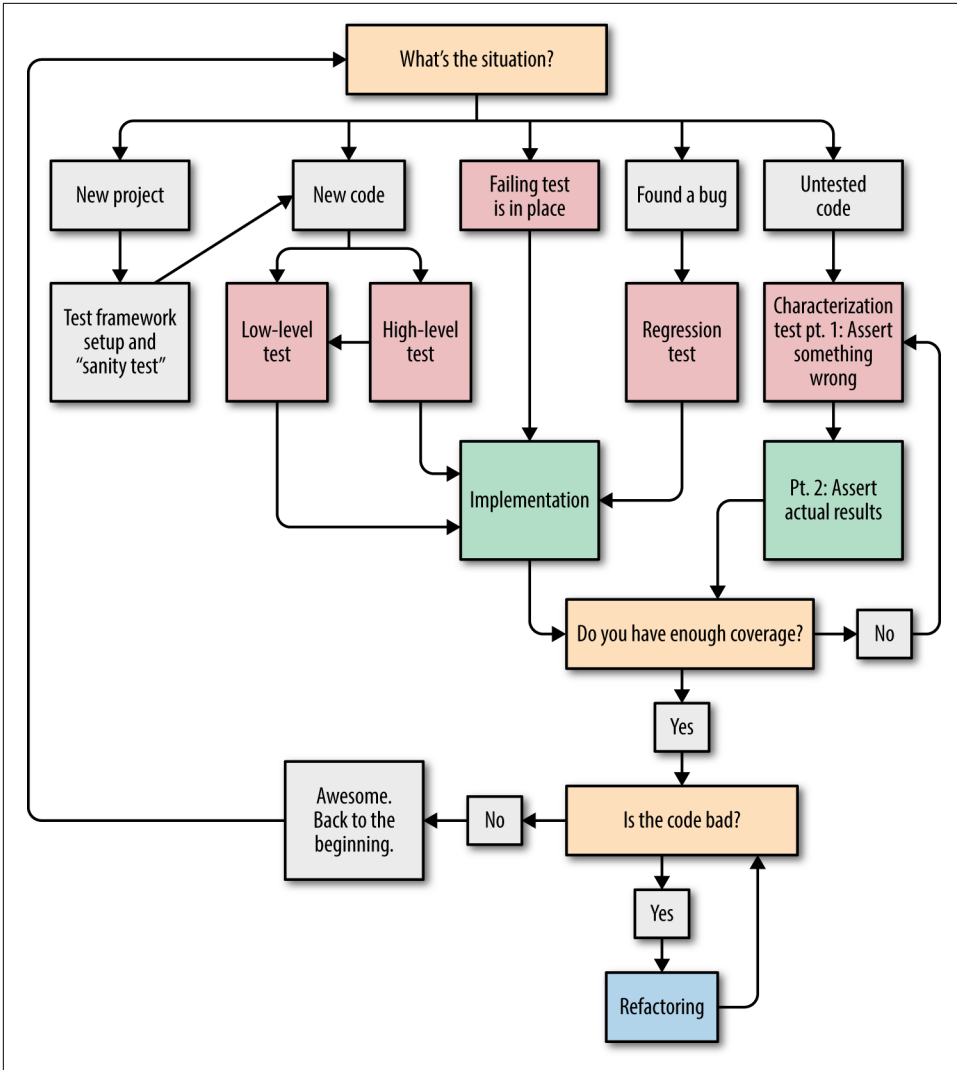 What’s the situation?
New project
New code
Failing test
is in place
Found a bug
Untested
code
Test framework
setup and
“sanity test”
Low-level
test
High-level
test
Regression
test
Characterization
test pt. 1: Assert
something
wrong
Implementation
Pt. 2: Assert
actual results
Do you have enough coverage?
No
Yes
Awesome.
Back to the
beginning.
No
Is the code bad?
Yes
Refactoring